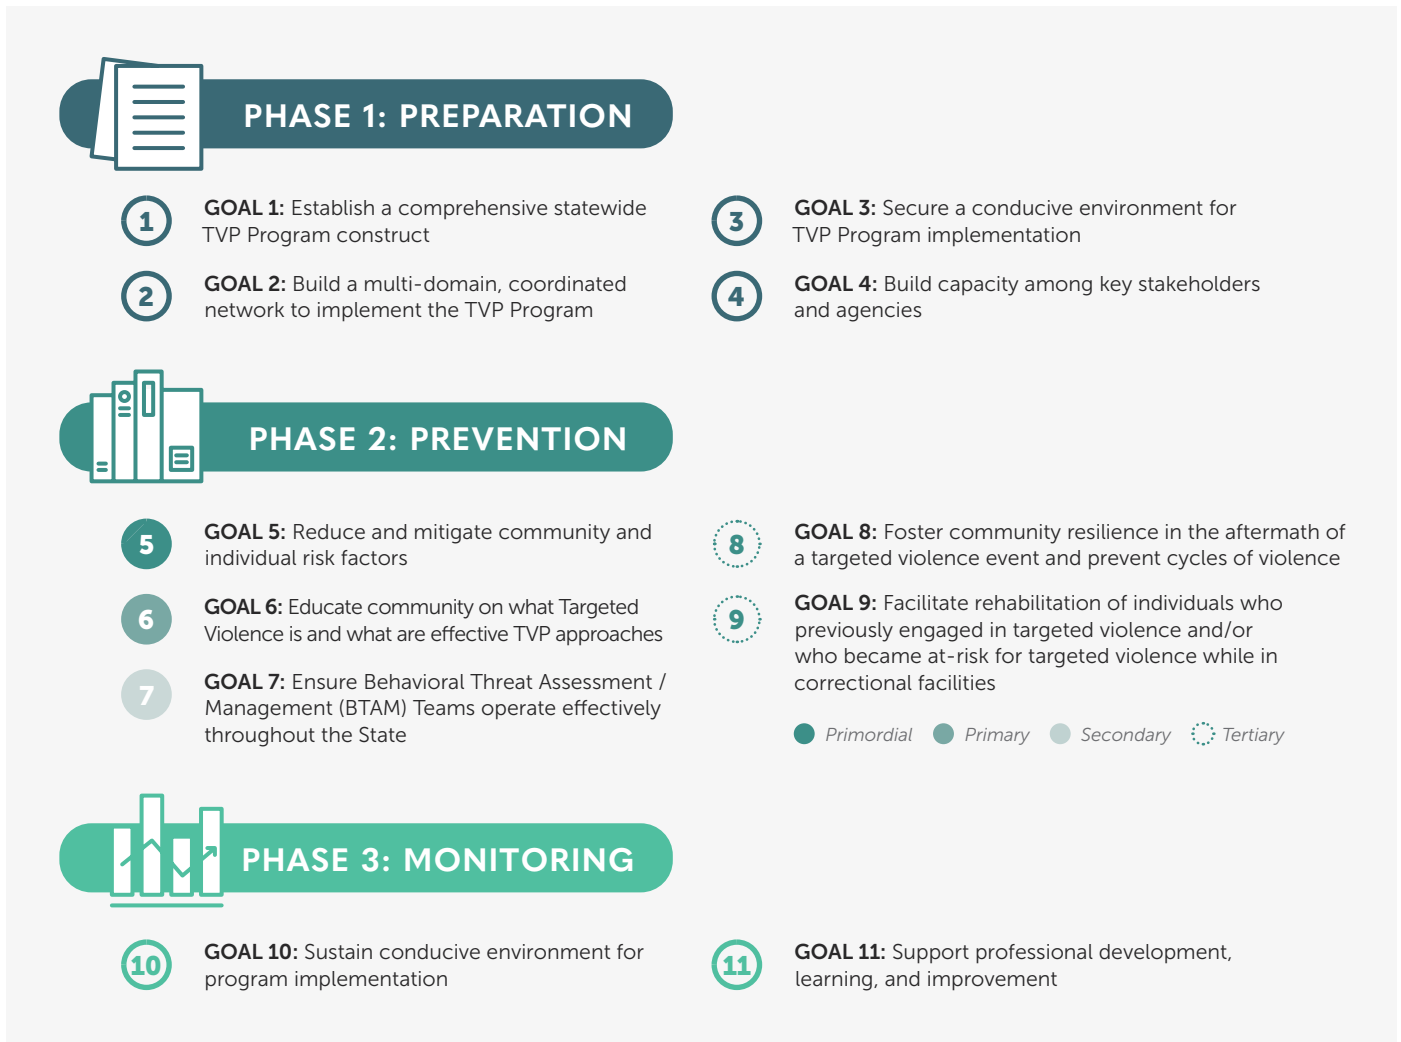 PHASE 1: PREPARATION
1
GOAL 1: Establish a comprehensive statewide
TVP Program construct
2
GOAL 2: Build a multi-domain, coordinated
network to implement the TVP Program
3
GOAL 3: Secure a conducive environment for
TVP Program implementation
4
GOAL 4: Build capacity among key stakeholders
and agencies
PHASE 2: PREVENTION
5
GOAL 5: Reduce and mitigate community and
individual risk factors
6
GOAL 6: Educate community on what Targeted
Violence is and what are effective TVP approaches
7
GOAL 7: Ensure Behavioral Threat Assessment /
Management (BTAM) Teams operate effectively
throughout the State
8
GOAL 8: Foster community resilience in the aftermath of
a targeted violence event and prevent cycles of violence
9
GOAL 9: Facilitate rehabilitation of individuals who
previously engaged in targeted violence and/or
who became at-risk for targeted violence while in
correctional facilities
Primordial Primary Secondary Tertiary
PHASE 3: MONITORING
10
GOAL 10: Sustain conducive environment for
program implementation
11
GOAL 11: Support professional development,
learning, and improvement